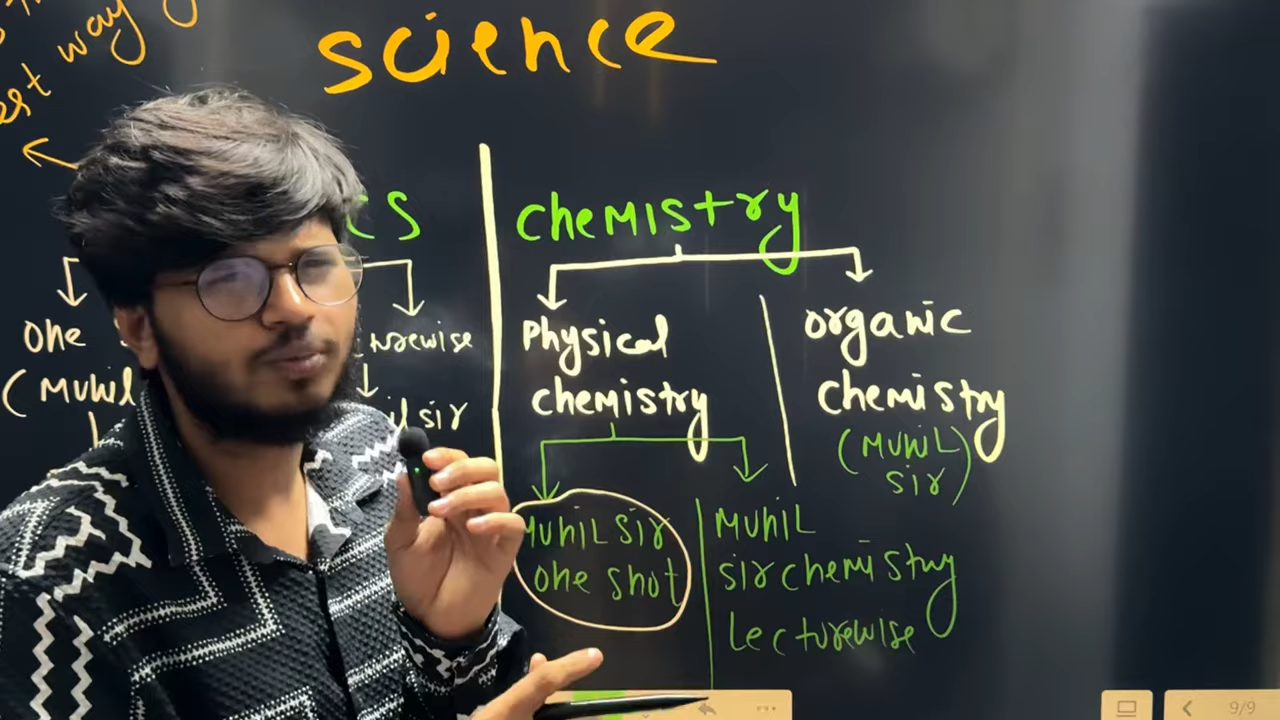 science
way
est
CS
one
(Muhil
sir
chemistry
Physical
chemistry
Muhil sir
one shot
Muhil
sir chemistry
Lecturewise
organic
chemistry
(Muhil
sir)
9/9